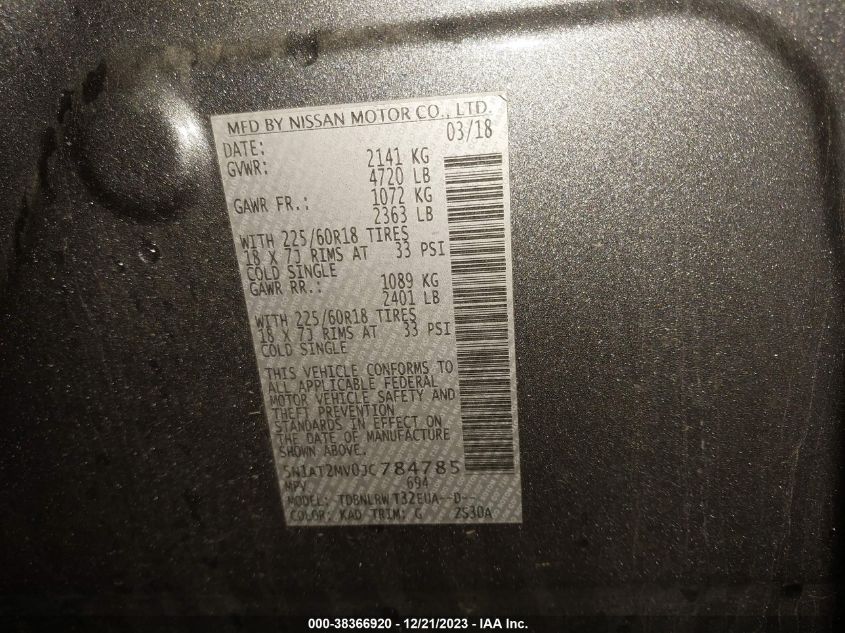 MFD BY NISSAN MOTOR CO., LTD.
DATE: 03/18
GVWR: 2141 KG
4720 LB
GAWR FR.: 1072 KG
2363 LB
WITH 225/60R18 TIRES
18 X 7J RIMS AT 33 PSI
COLD SINGLE
GAWR RR.: 1089 KG
2401 LB
WITH 225/60R18 TIRES
18 X 7J RIMS AT 33 PSI
COLD SINGLE
THIS VEHICLE CONFORMS TO
ALL APPLICABLE FEDERAL
MOTOR VEHICLE SAFETY AND
THEFT PREVENTION
STANDARDS IN EFFECT ON
THE DATE OF MANUFACTURE
SHOWN ABOVE.
5N1AT2MV0JC784785
MPV 694
MODEL: TDBNLRWT32EUA--D--
COLOR: KAD TRIM: G 2S30A
000-38366920 - 12/21/2023 - IAA Inc.